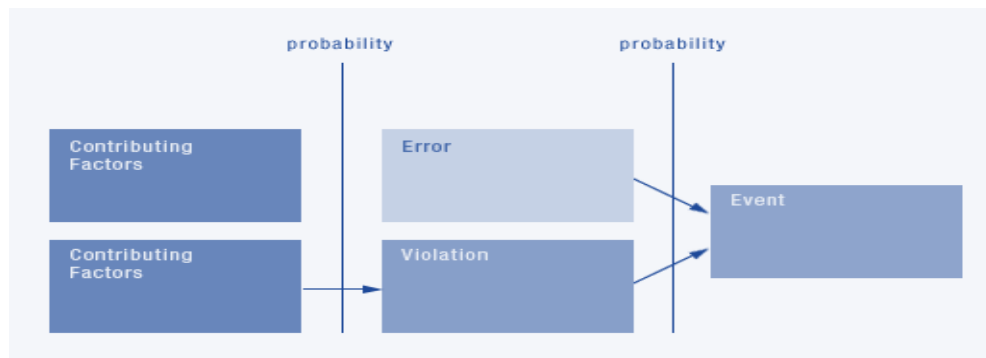 probability
probability
Contributing
Factors
Error
Event
Contributing
Factors
Violation